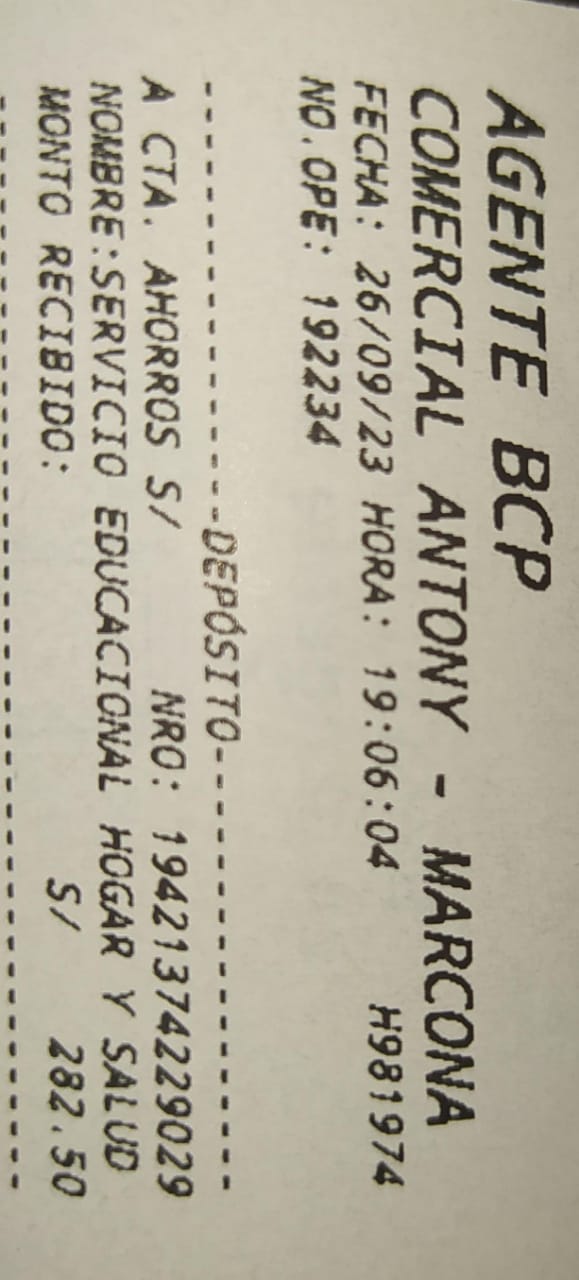 AGENTE BCP
COMERCIAL ANTONY - MARCONA
FECHA: 26/09/23 HORA: 19:06:04 H981974
NO.OPE: 192234
----------------DEPÓSITO----------------
A CTA. AHORROS S/ NRO: 19421374229029
NOMBRE:SERVICIO EDUCACIONAL HOGAR Y SALUD
MONTO RECIBIDO: S/ 282.50
----------------------------------------